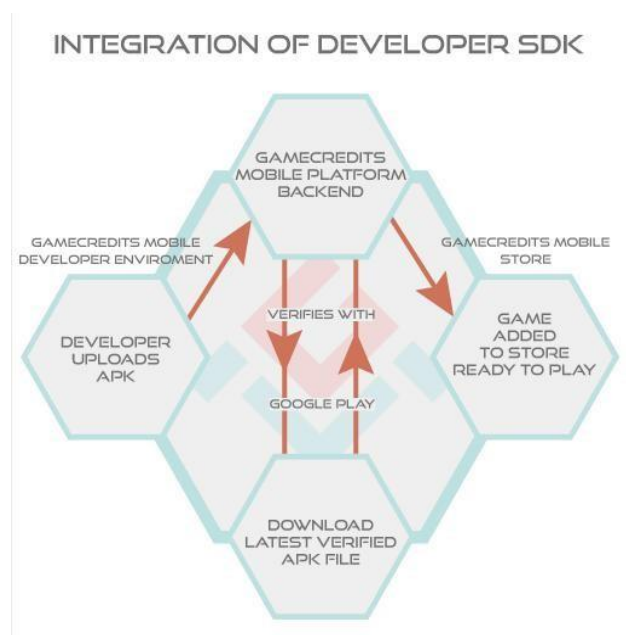 INTEGRATION OF DEVELOPER SDK
GAMECREDITS
MOBILE PLATFORM
BACKEND
GAMECREDITS MOBILE
DEVELOPER ENVIROMENT
GAMECREDITS MOBILE
STORE
VERIFIES WITH
DEVELOPER
UPLOADS
APK
GAME
ADDED
TO STORE
READY TO PLAY
GOOGLE PLAY
DOWNLOAD
LATEST VERIFIED
APK FILE